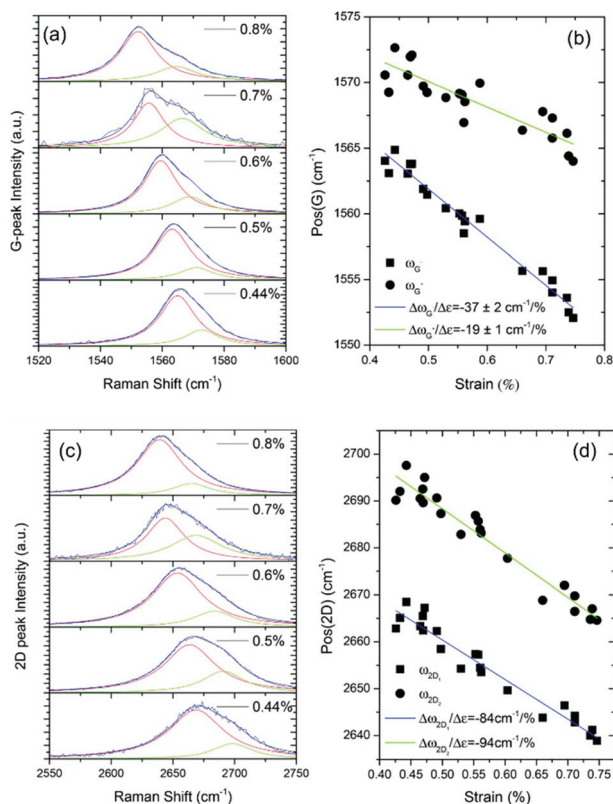 (a)
0.8%
0.7%
0.6%
0.5%
0.44%
G-peak Intensity (a.u.)
1520 1540 1560 1580 1600
Raman Shift (cm⁻¹)
(b)
1575
1570
1565
1560
1555
1550
Pos(G) (cm⁻¹)
ω_G⁻
ω_G⁺
Δω_G⁻/Δε=-37 ± 2 cm⁻¹/%
Δω_G⁺/Δε=-19 ± 1 cm⁻¹/%
0.4 0.5 0.6 0.7 0.8
Strain (%)
(c)
0.8%
0.7%
0.6%
0.5%
0.44%
2D peak Intensity (a.u.)
2550 2600 2650 2700 2750
Raman Shift (cm⁻¹)
(d)
2700
2690
2680
2670
2660
2650
2640
Pos(2D) (cm⁻¹)
ω_2D₁
ω_2D₂
Δω_2D₁/Δε=-84cm⁻¹/%
Δω_2D₂/Δε=-94cm⁻¹/%
0.40 0.45 0.50 0.55 0.60 0.65 0.70 0.75
Strain (%)